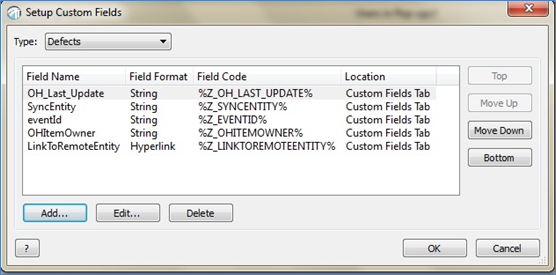 Setup Custom Fields
Type: Defects
Field Name Field Format Field Code Location
OH_Last_Update String %Z_OH_LAST_UPDATE% Custom Fields Tab
SyncEntity String %Z_SYNCENTITY% Custom Fields Tab
eventId String %Z_EVENTID% Custom Fields Tab
OHItemOwner String %Z_OHITEMOWNER% Custom Fields Tab
LinkToRemoteEntity Hyperlink %Z_LINKTOREMOTEENTITY% Custom Fields Tab
Top
Move Up
Move Down
Bottom
Add... Edit... Delete
? OK Cancel